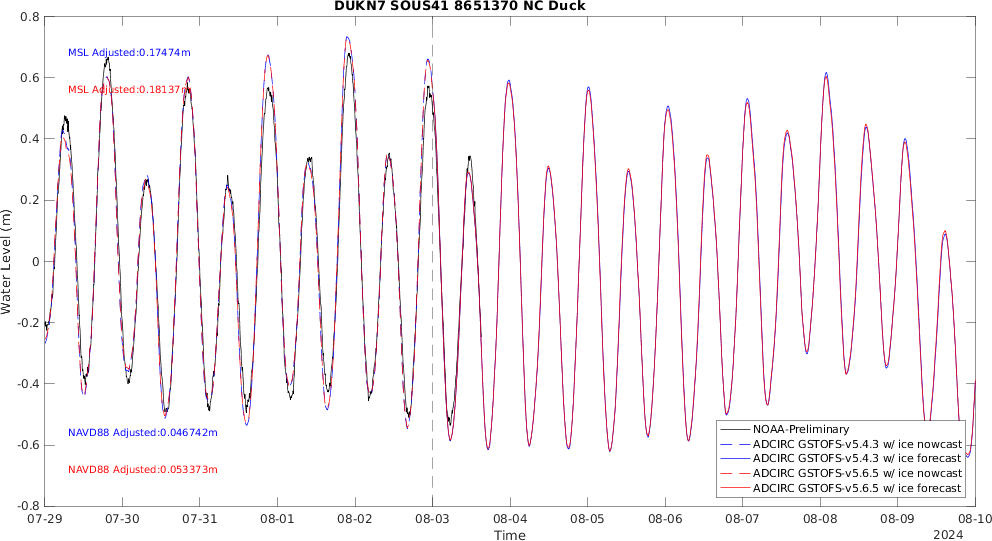 DUKN7 SOUS41 8651370 NC Duck
0.8
0.6
0.4
0.2
0
-0.2
-0.4
-0.6
-0.8
Water Level (m)
MSL Adjusted:0.17474m
MSL Adjusted:0.18137m
NAVD88 Adjusted:0.046742m
NAVD88 Adjusted:0.053373m
NOAA-Preliminary
ADCIRC GSTOFS-v5.4.3 w/ ice nowcast
ADCIRC GSTOFS-v5.4.3 w/ ice forecast
ADCIRC GSTOFS-v5.6.5 w/ ice nowcast
ADCIRC GSTOFS-v5.6.5 w/ ice forecast
07-29 07-30 07-31 08-01 08-02 08-03 08-04 08-05 08-06 08-07 08-08 08-09 08-10
Time
2024